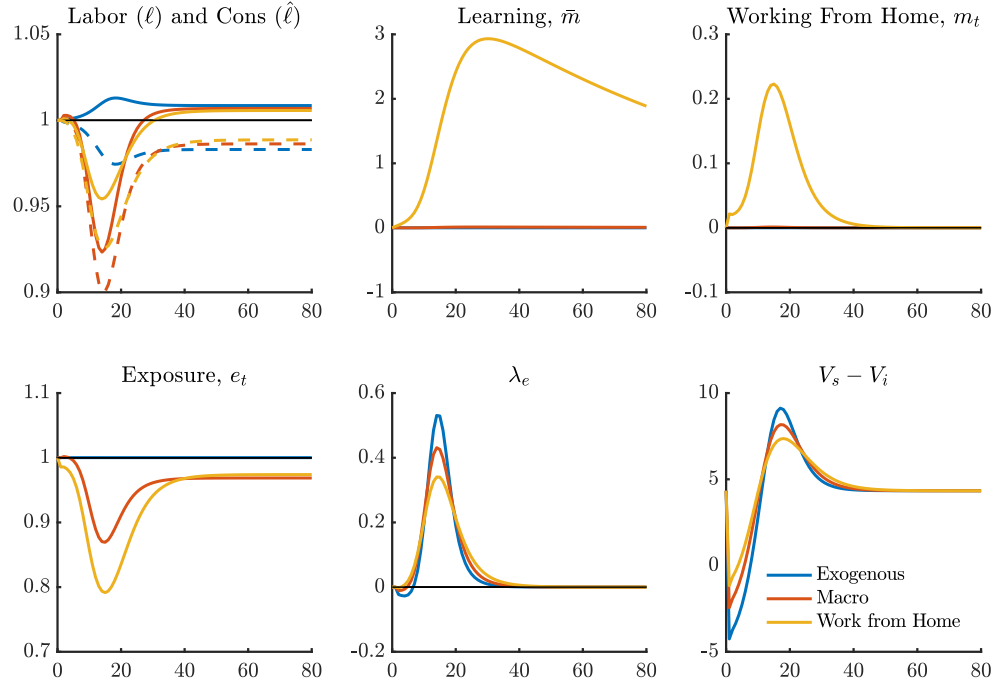 Labor (ℓ) and Cons (ℓ̂)
1.05
1
0.95
0.9
0 20 40 60 80
Learning, m̄
3
2
1
0
-1
0 20 40 60 80
Working From Home, mₜ
0.3
0.2
0.1
0
-0.1
0 20 40 60 80
Exposure, eₜ
1.1
1
0.9
0.8
0.7
0 20 40 60 80
λₑ
0.6
0.4
0.2
0
-0.2
0 20 40 60 80
Vₛ − Vᵢ
10
5
0
-5
0 20 40 60 80
Exogenous
Macro
Work from Home